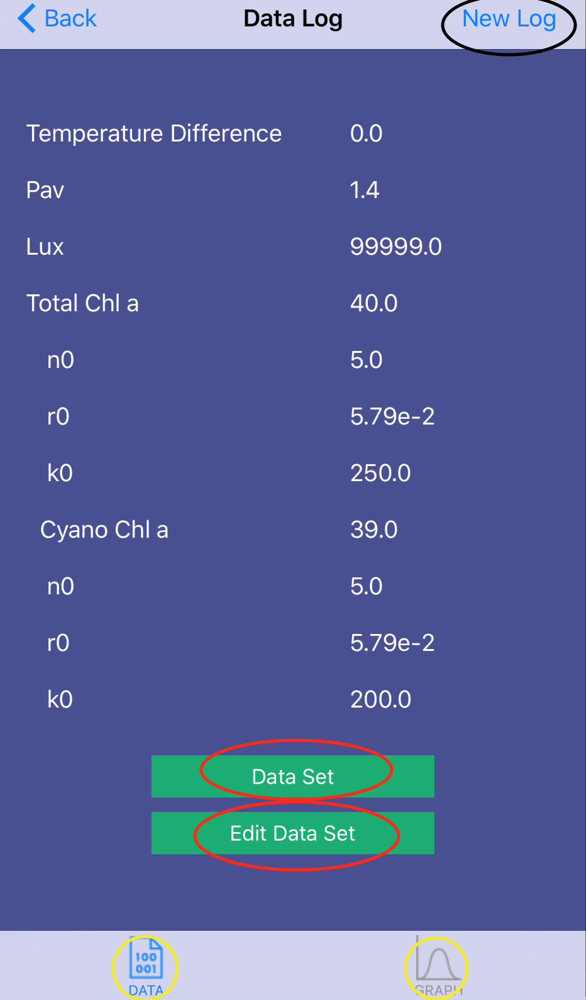 Back Data Log New Log
Temperature Difference 0.0
Pav 1.4
Lux 99999.0
Total Chl a 40.0
n0 5.0
r0 5.79e-2
k0 250.0
Cyano Chl a 39.0
n0 5.0
r0 5.79e-2
k0 200.0
Data Set
Edit Data Set
100
001
DATA GRAPH